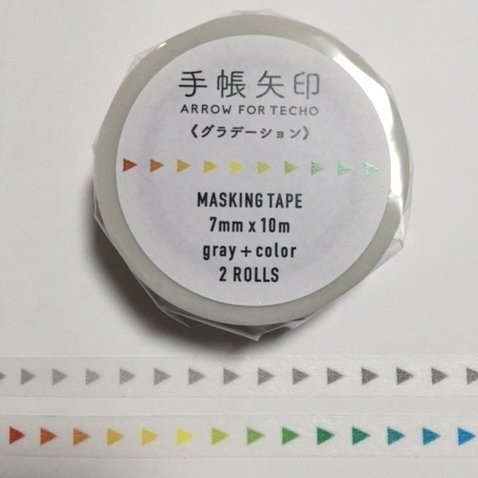 手帳矢印
ARROW FOR TECHO
《グラデーション》
MASKING TAPE
7mm x 10m
gray + color
2 ROLLS